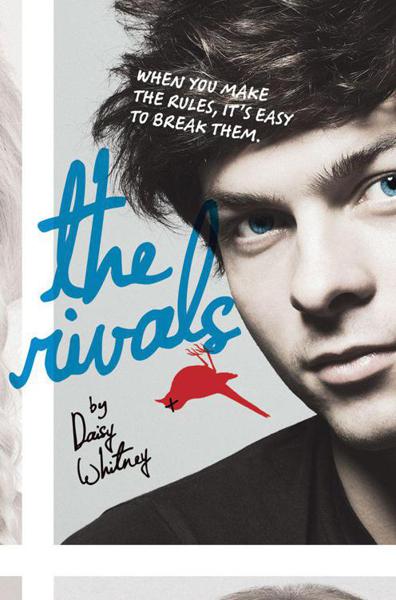 WHEN YOU MAKE
THE RULES, IT'S EASY
TO BREAK THEM.
the
rivals
by
Daisy
Whitney